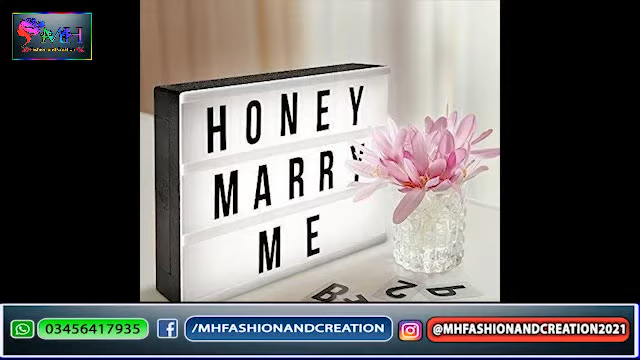 MH
HONEY
MARRY
ME
03456417935
/MHFASHIONANDCREATION
@MHFASHIONANDCREATION2021